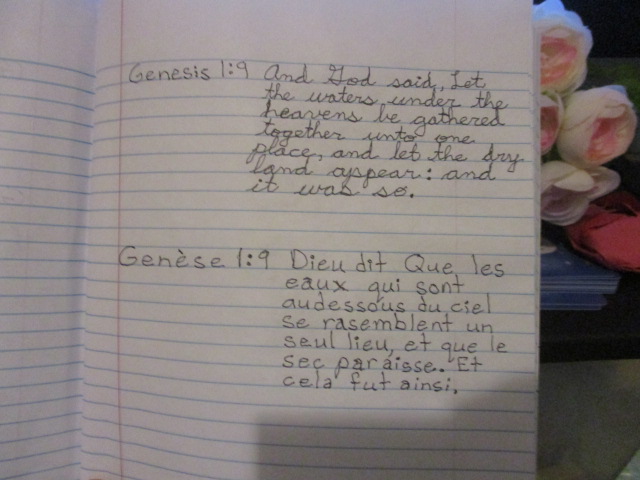 Genesis 1:9 And God said, Let
the waters under the
heavens be gathered
together unto one
place, and let the dry
land appear: and
it was so.
Genèse 1:9 Dieu dit Que les
eaux qui sont
audessous du ciel
se rasemblent un
seul lieu, et que le
sec paraisse. Et
cela fut ainsi.